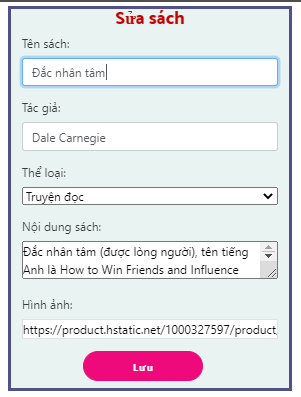 Sửa sách
Tên sách:
Đắc nhân tâm
Tác giả:
Dale Carnegie
Thể loại:
Truyện đọc
Nội dung sách:
Đắc nhân tâm (được lòng người), tên tiếng
Anh là How to Win Friends and Influence
Hình ảnh:
https://product.hstatic.net/1000327597/product
Lưu